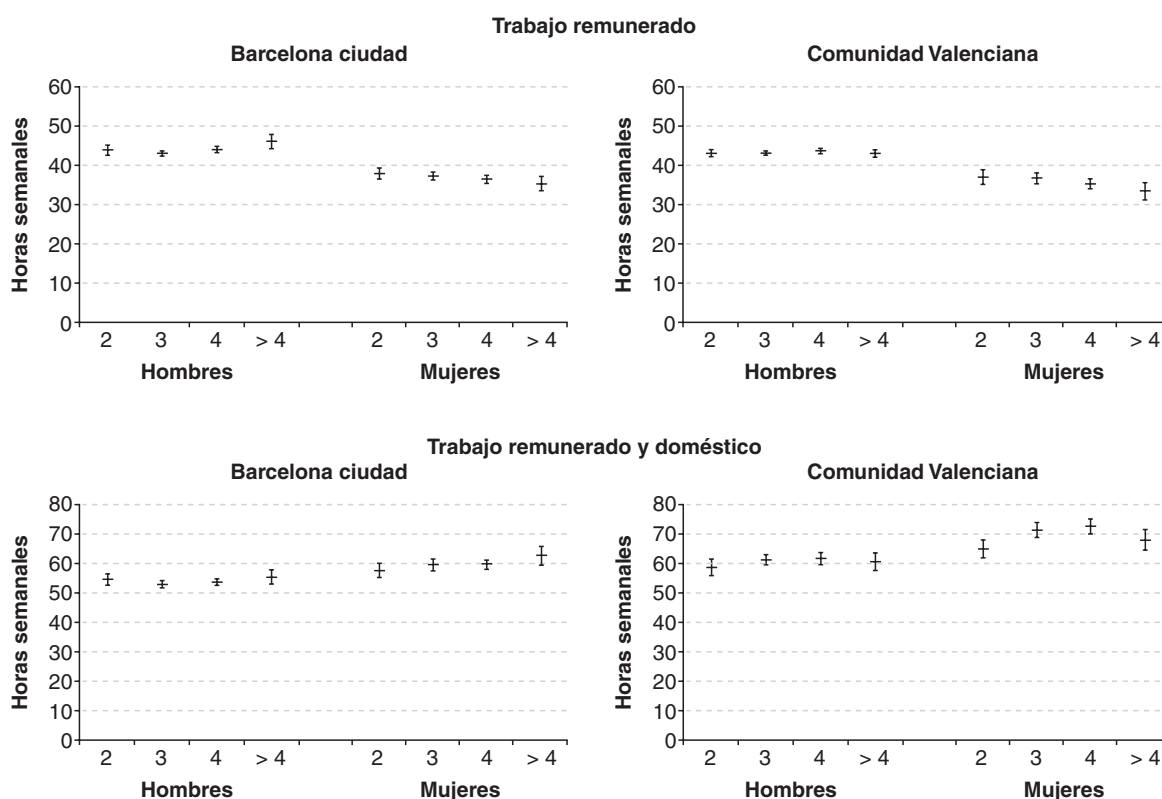 Trabajo remunerado
Barcelona ciudad
Horas semanales
60
50
40
30
20
10
0
2 3 4 > 4 2 3 4 > 4
Hombres Mujeres
Comunidad Valenciana
Horas semanales
60
50
40
30
20
10
0
2 3 4 > 4 2 3 4 > 4
Hombres Mujeres
Trabajo remunerado y doméstico
Barcelona ciudad
Horas semanales
80
70
60
50
40
30
20
10
0
2 3 4 > 4 2 3 4 > 4
Hombres Mujeres
Comunidad Valenciana
Horas semanales
80
70
60
50
40
30
20
10
0
2 3 4 > 4 2 3 4 > 4
Hombres Mujeres